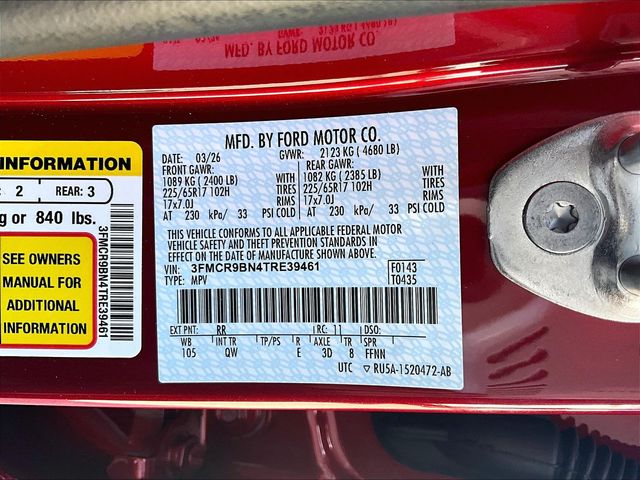 MFD. BY FORD MOTOR CO.
MFD. BY FORD MOTOR CO.
DATE: 03/26 GVWR: 2123 KG ( 4680 LB)
FRONT GAWR: REAR GAWR:
1089 KG ( 2400 LB) WITH 1082 KG ( 2385 LB) WITH
225/65R17 102H TIRES 225/65R17 102H TIRES
17x7.0J RIMS 17x7.0J RIMS
AT 230 kPa/ 33 PSI COLD AT 230 kPa/ 33 PSI COLD
THIS VEHICLE CONFORMS TO ALL APPLICABLE FEDERAL MOTOR
VEHICLE SAFETY AND THEFT PREVENTION STANDARDS IN
EFFECT ON THE DATE OF MANUFACTURE SHOWN ABOVE.
VIN: 3FMCR9BN4TRE39461 F0143
TYPE: MPV T0435
EXT PNT: RR RC: 11 DSO:
WB INT TR TP/PS R AXLE TR SPR
105 QW E 3D 8 FFNN
UTC RU5A-1520472-AB
INFORMATION
: 2 REAR: 3
g or 840 lbs.
SEE OWNERS
MANUAL FOR
ADDITIONAL
INFORMATION
3FMCR9BN4TRE39461